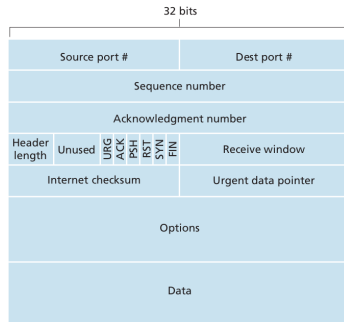 32 bits
Source port # Dest port #
Sequence number
Acknowledgment number
Header length Unused URG ACK PSH RST SYN FIN Receive window
Internet checksum Urgent data pointer
Options
Data